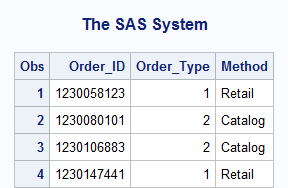 The SAS System
Obs Order_ID Order_Type Method
1 1230058123 1 Retail
2 1230080101 2 Catalog
3 1230106883 2 Catalog
4 1230147441 1 Retail